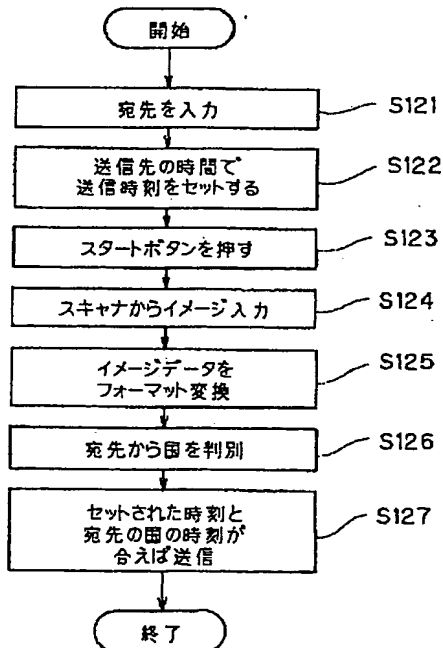 開始
宛先を入力
S121
送信先の時間で
送信時刻をセットする
S122
スタートボタンを押す
S123
スキャナからイメージ入力
S124
イメージデータを
フォーマット変換
S125
宛先から国を判別
S126
セットされた時刻と
宛先の国の時刻が
合えば送信
S127
終了